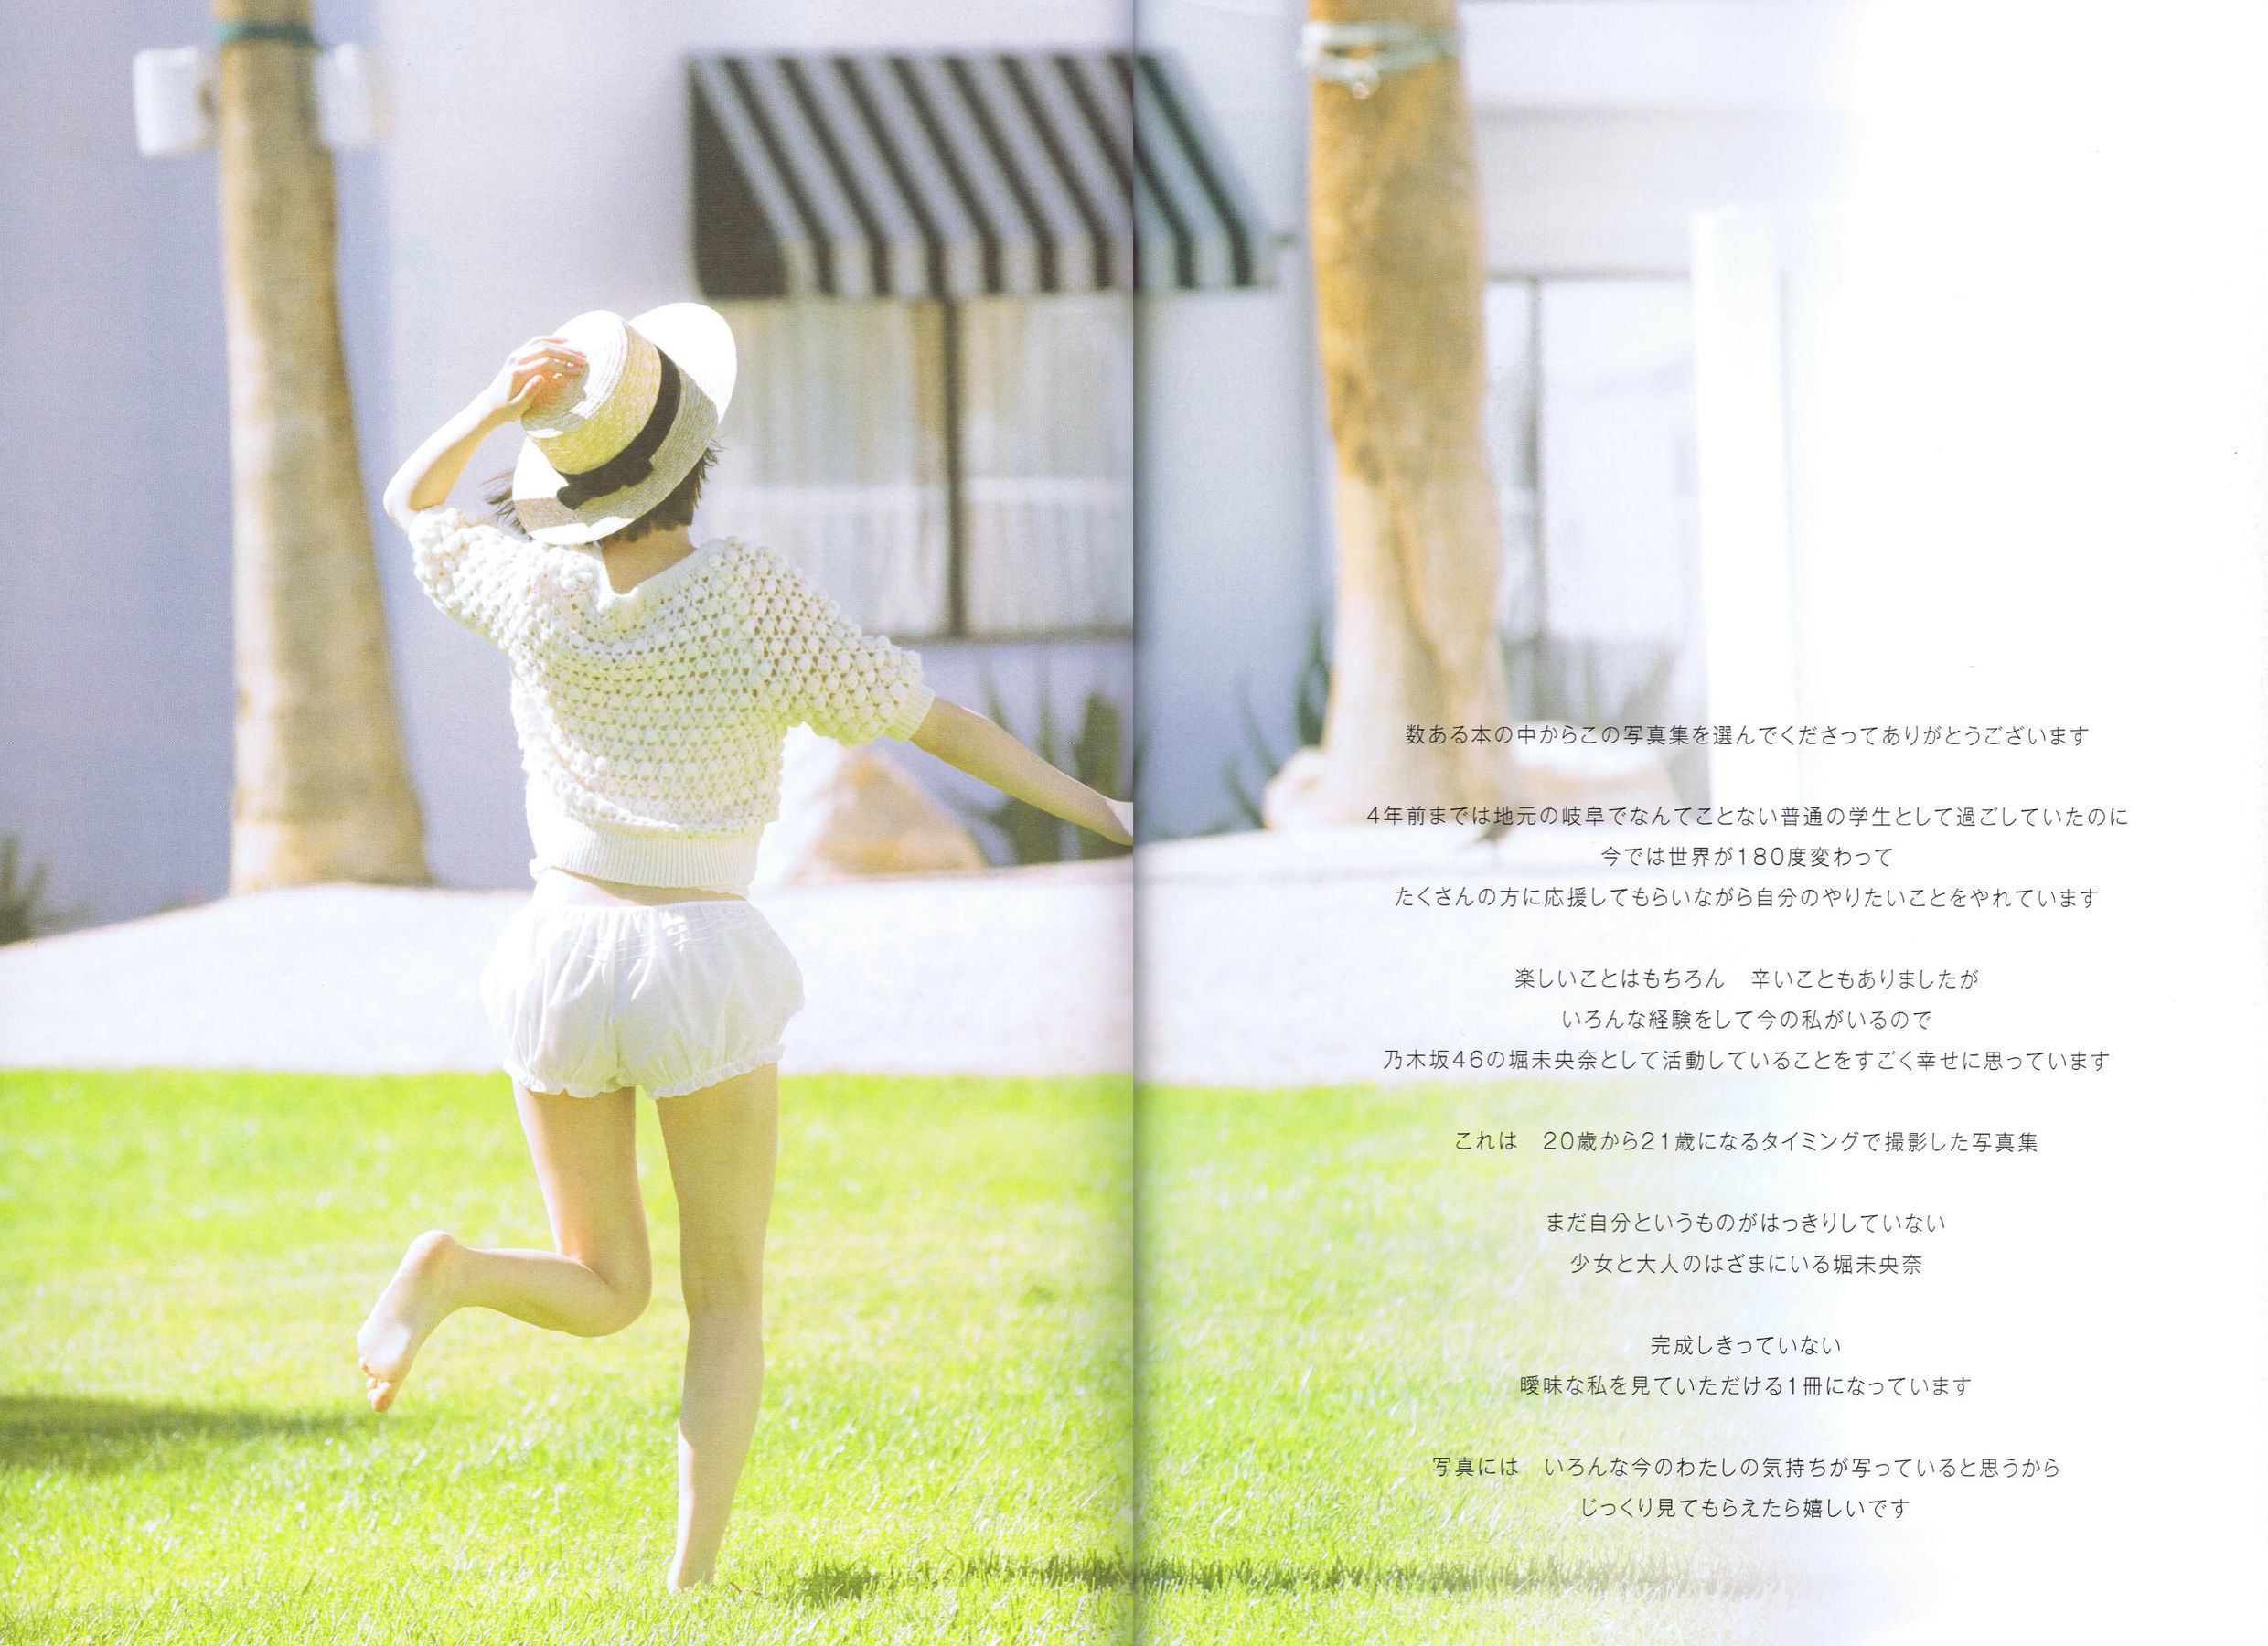 数ある本の中からこの写真集を選んでくださってありがとうございます
4年前までは地元の岐阜でなんてことない普通の学生として過ごしていたのに
今では世界が180度変わって
たくさんの方に応援してもらいながら自分のやりたいことをやれています
楽しいことはもちろん　辛いこともありましたが
いろんな経験をして今の私がいるので
乃木坂46の堀未央奈として活動していることをすごく幸せに思っています
これは　20歳から21歳になるタイミングで撮影した写真集
まだ自分というものがはっきりしていない
少女と大人のはざまにいる堀未央奈
完成しきっていない
曖昧な私を見ていただける1冊になっています
写真には　いろんな今のわたしの気持ちが写っていると思うから
じっくり見てもらえたら嬉しいです